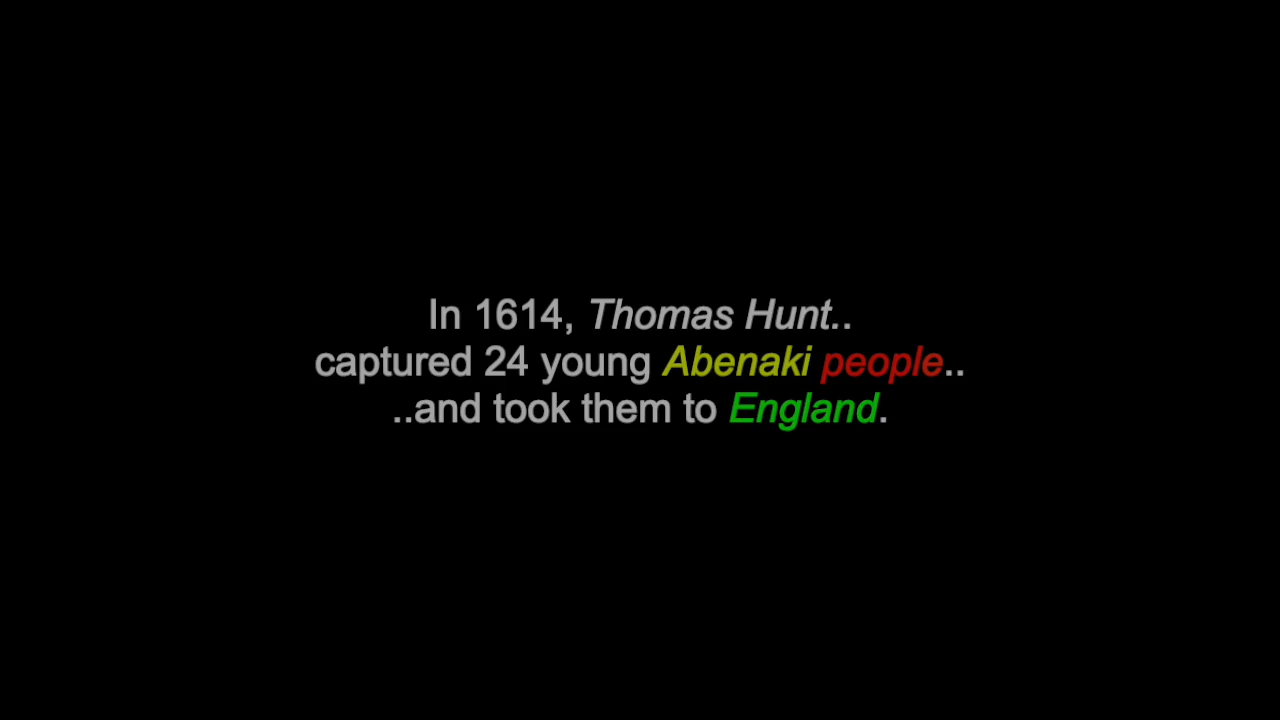 In 1614, Thomas Hunt..
captured 24 young Abenaki people..
..and took them to England.